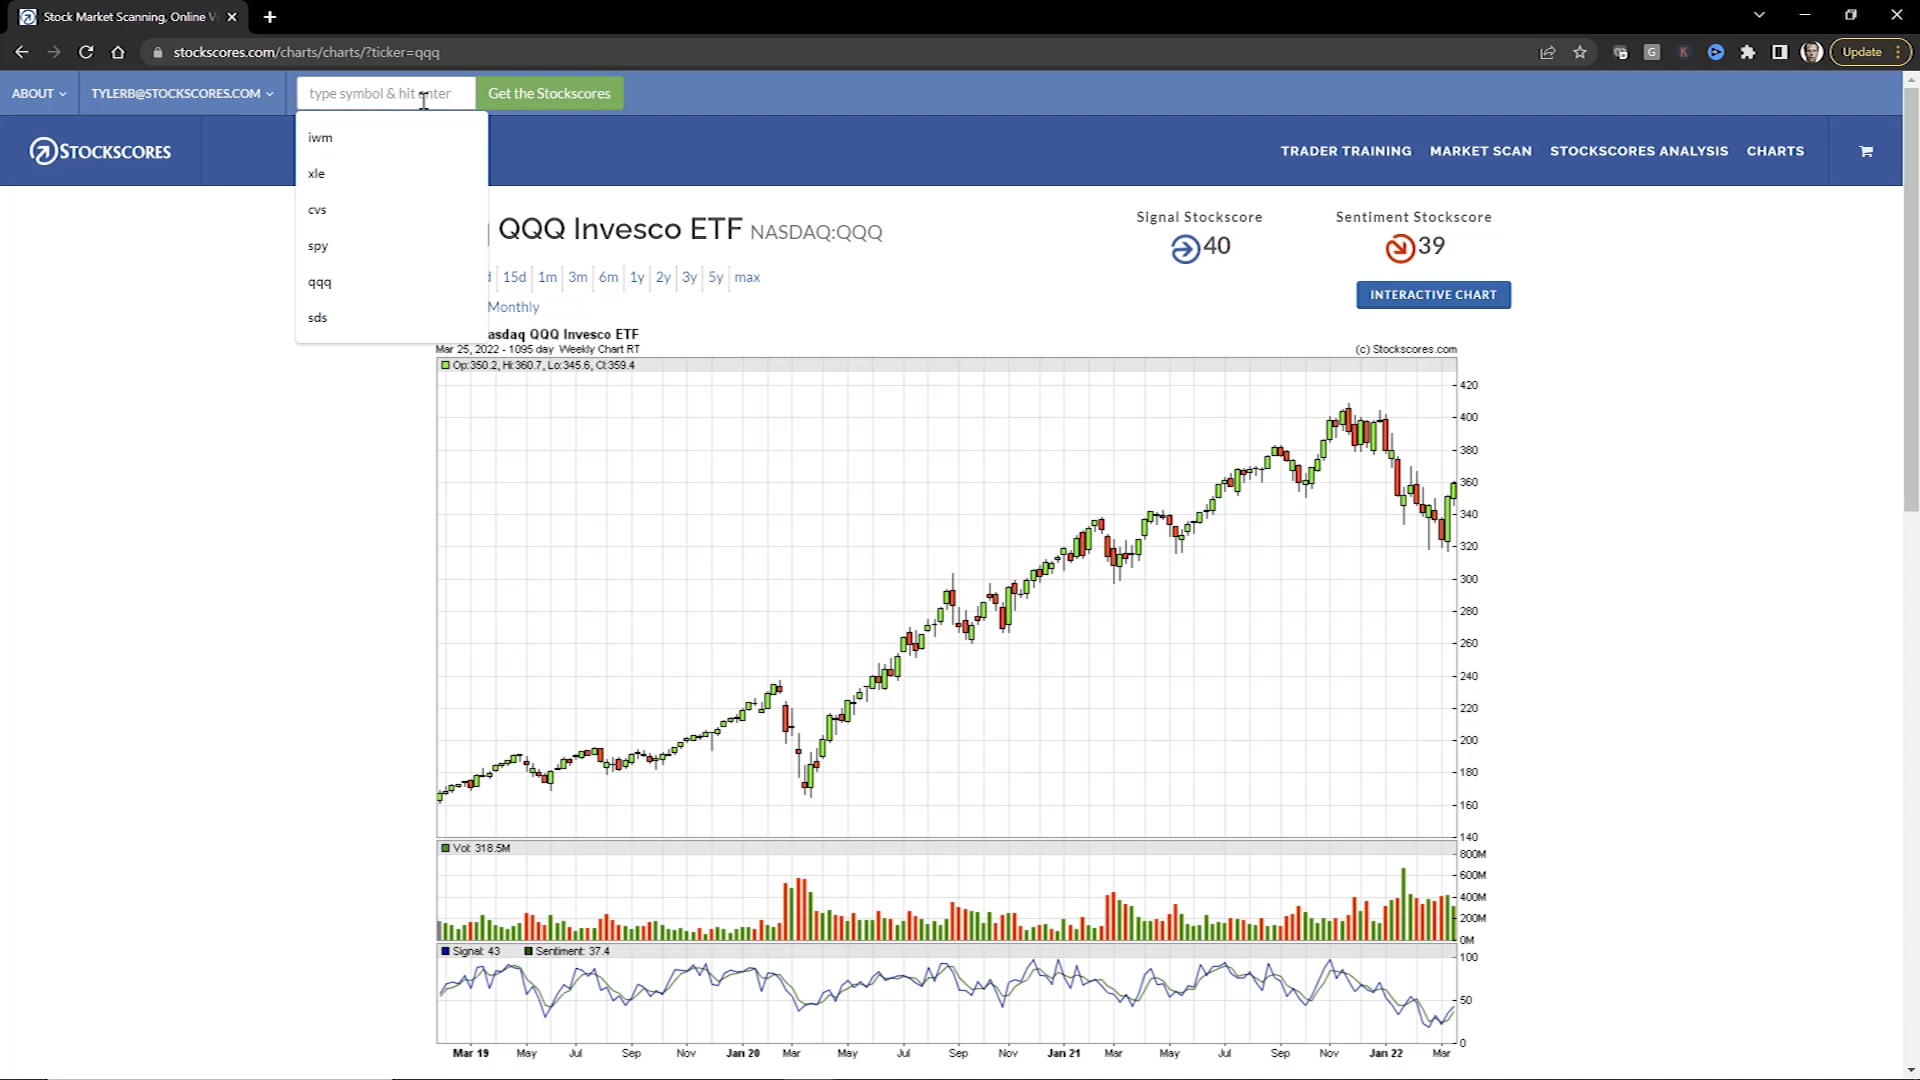 Stock Market Scanning, Online V
stockscores.com/charts/charts/?ticker=qqq
Update
ABOUT
TYLERB@STOCKSCORES.COM
type symbol & hit enter
Get the Stockscores
iwm
xle
cvs
spy
qqq
sds
STOCKSCORES
TRADER TRAINING
MARKET SCAN
STOCKSCORES ANALYSIS
CHARTS
QQQ Invesco ETF NASDAQ:QQQ
Signal Stockscore
40
Sentiment Stockscore
39
15d 1m 3m 6m 1y 2y 3y 5y max
Monthly
INTERACTIVE CHART
asdaq QQQ Invesco ETF
Mar 25, 2022 - 1095 day Weekly Chart RT
(c) Stockscores.com
Op:350.2, Hi:360.7, Lo:345.6, Cl:359.4
420
400
380
360
340
320
300
280
260
240
220
200
180
160
140
Vol: 318.5M
800M
600M
400M
200M
0M
Signal: 43 Sentiment: 37.4
100
50
0
Mar 19 May Jul Sep Nov Jan 20 Mar May Jul Sep Nov Jan 21 Mar May Jul Sep Nov Jan 22 Mar